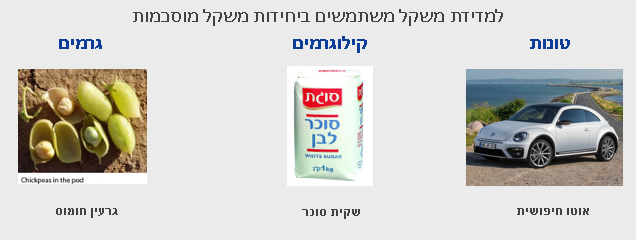 למדידת משקל משתמשים ביחידות משקל מוסכמות
טונות
קילוגרמים
גרמים
סוגת
סוכר
לבן
WHITE SUGAR
1kg ק"ג
Chickpeas in the pod
אוטו חיפושית
שקית סוכר
גרעין חומוס